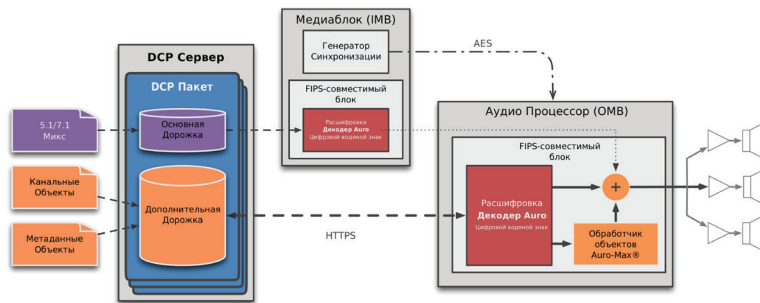 Медиаблок (IMB)
Генератор
Синхронизации
AES
DCP Сервер
DCP Пакет
FIPS-совместимый
блок
5.1/7.1
Микс
Основная
Дорожка
Расшифровка
Декодер Auro
Цифровой водяной знак
Аудио Процессор (OMB)
FIPS-совместимый
блок
Канальные
Объекты
Дополнительная
Дорожка
Метаданные
Объекты
HTTPS
Расшифровка
Декодер Auro
Цифровой водяной знак
+
Обработчик
объектов
Auro-Max®